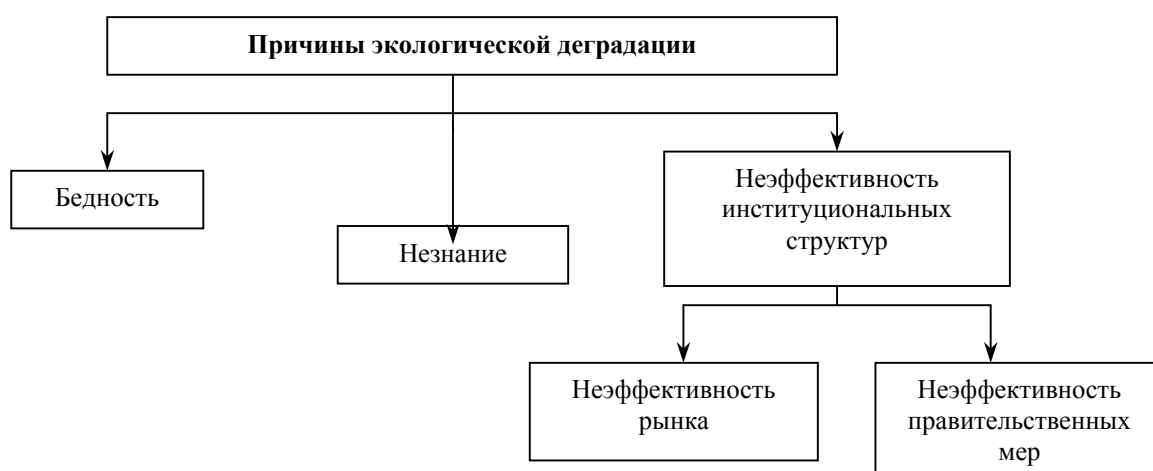 Причины экологической деградации
Бедность
Незнание
Неэффективность
институциональных
структур
Неэффективность
рынка
Неэффективность
правительственных
мер